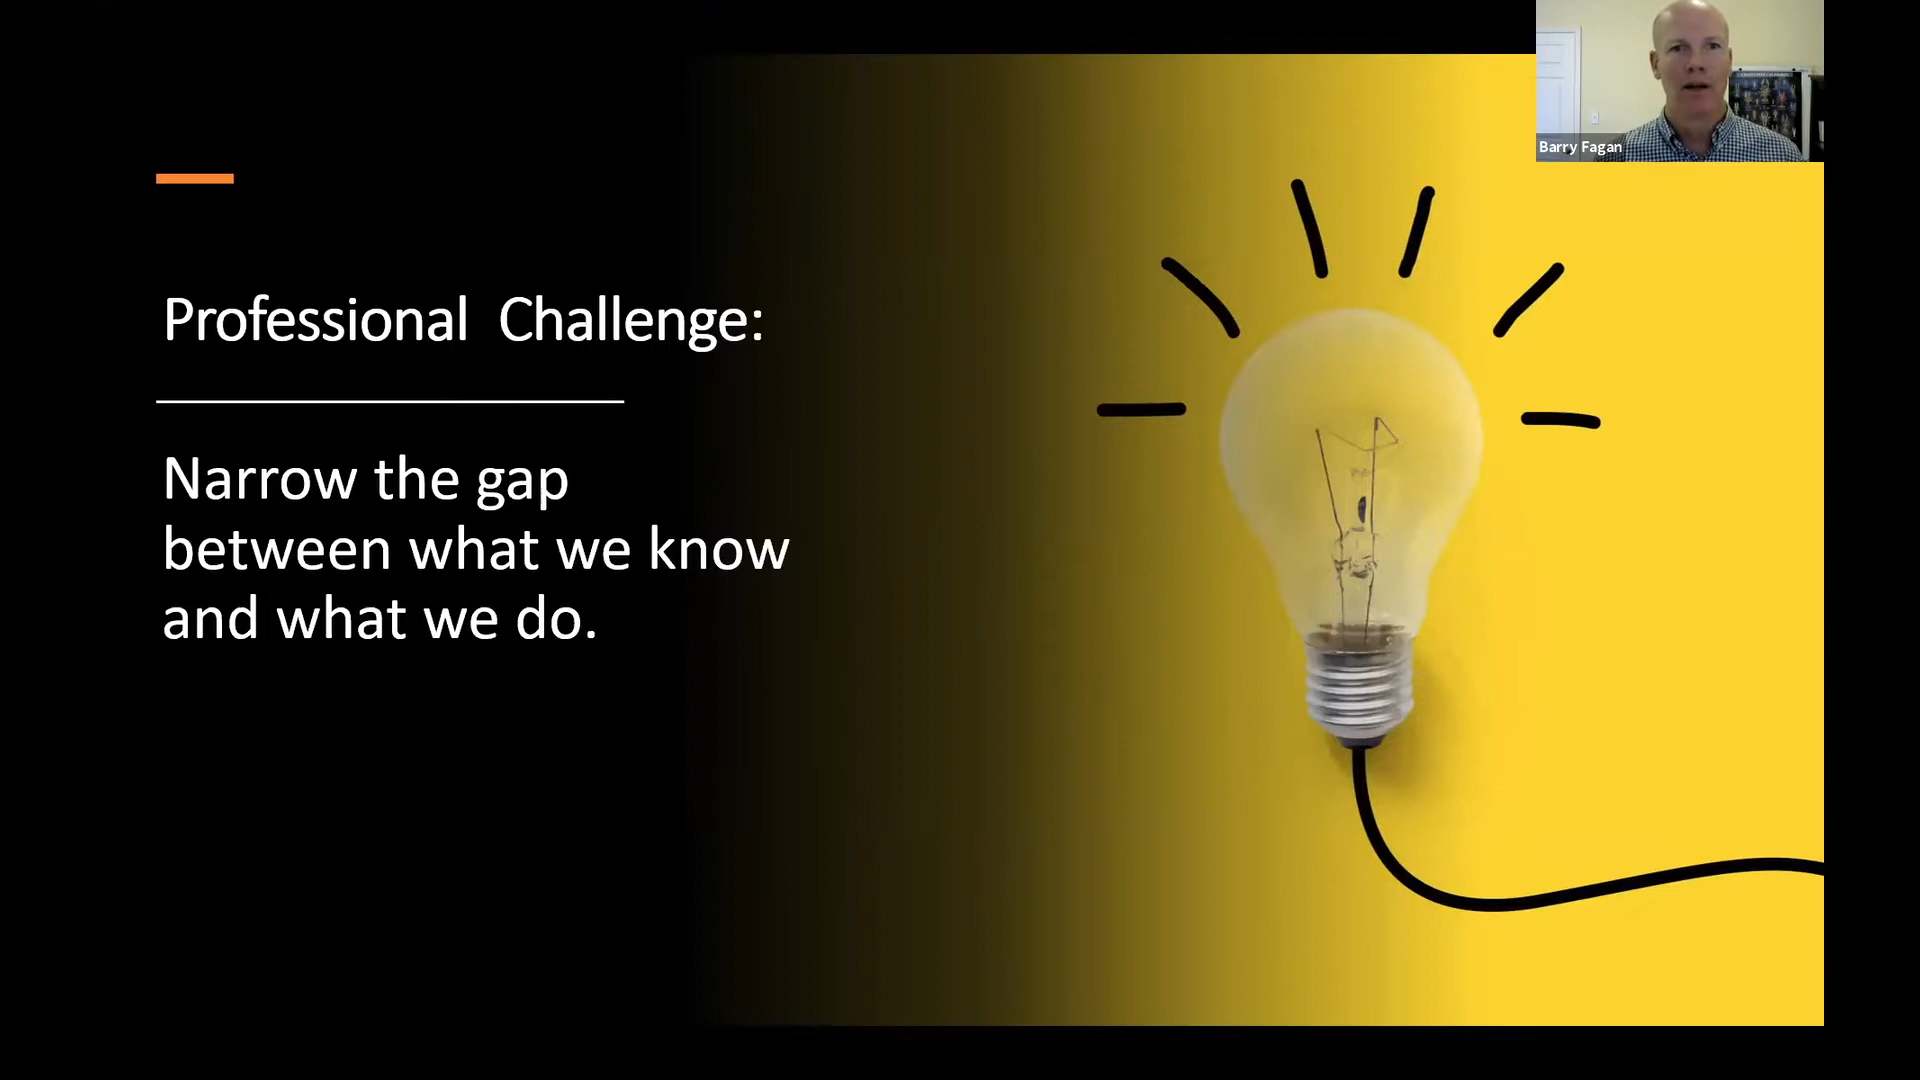 Barry Fagan
Professional Challenge:
Narrow the gap
between what we know
and what we do.